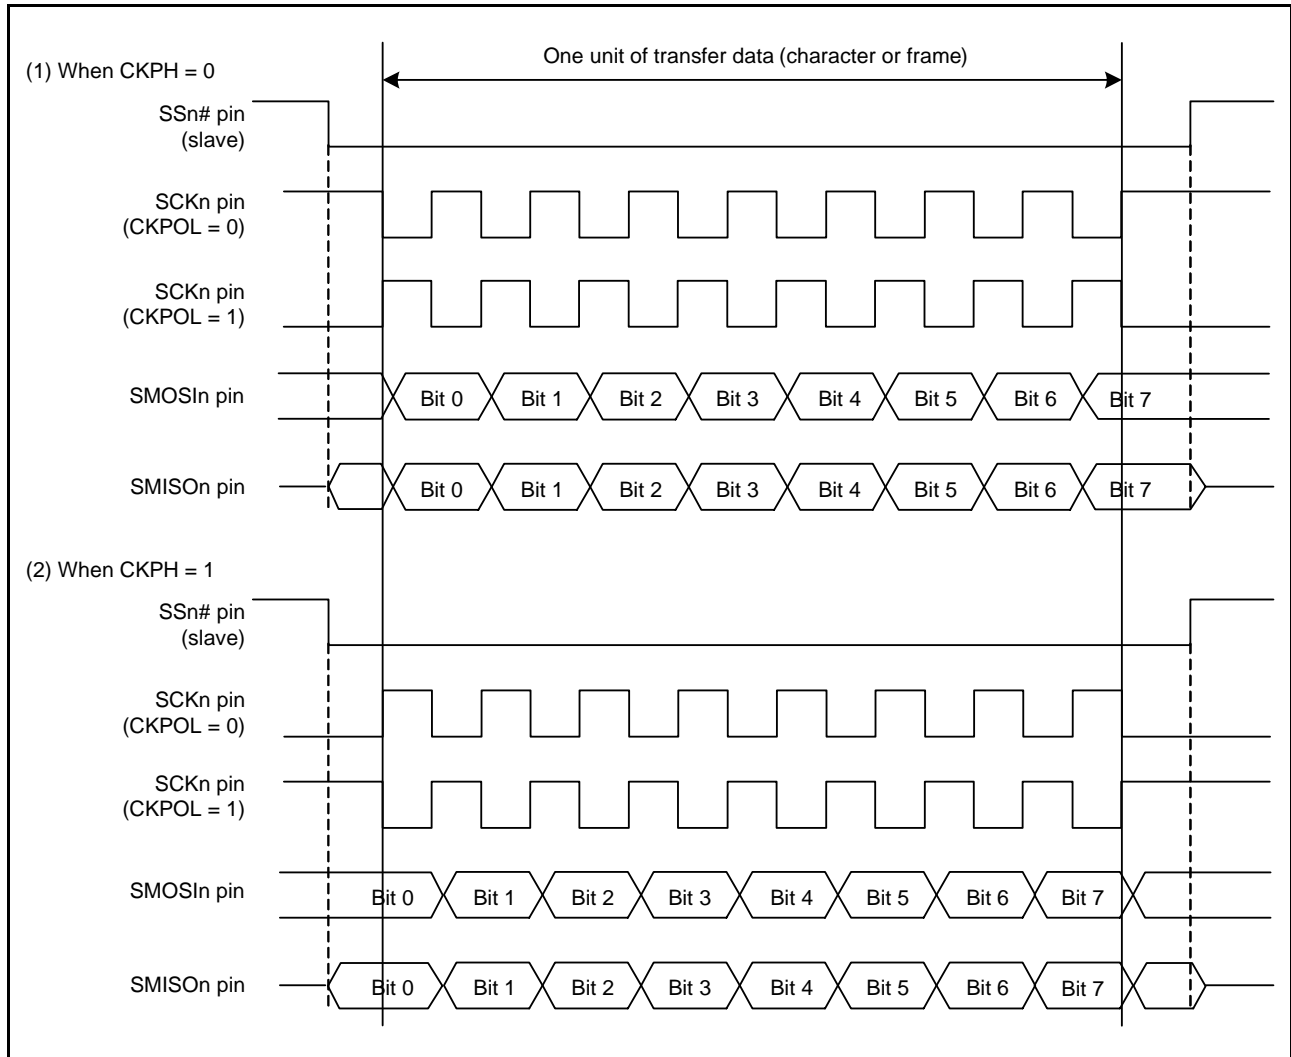 One unit of transfer data (character or frame)
(1) When CKPH = 0
SSn# pin
(slave)
SCKn pin
(CKPOL = 0)
SCKn pin
(CKPOL = 1)
SMOSIn pin
Bit 0 Bit 1 Bit 2 Bit 3 Bit 4 Bit 5 Bit 6 Bit 7
SMISOn pin
Bit 0 Bit 1 Bit 2 Bit 3 Bit 4 Bit 5 Bit 6 Bit 7
(2) When CKPH = 1
SSn# pin
(slave)
SCKn pin
(CKPOL = 0)
SCKn pin
(CKPOL = 1)
SMOSIn pin
Bit 0 Bit 1 Bit 2 Bit 3 Bit 4 Bit 5 Bit 6 Bit 7
SMISOn pin
Bit 0 Bit 1 Bit 2 Bit 3 Bit 4 Bit 5 Bit 6 Bit 7